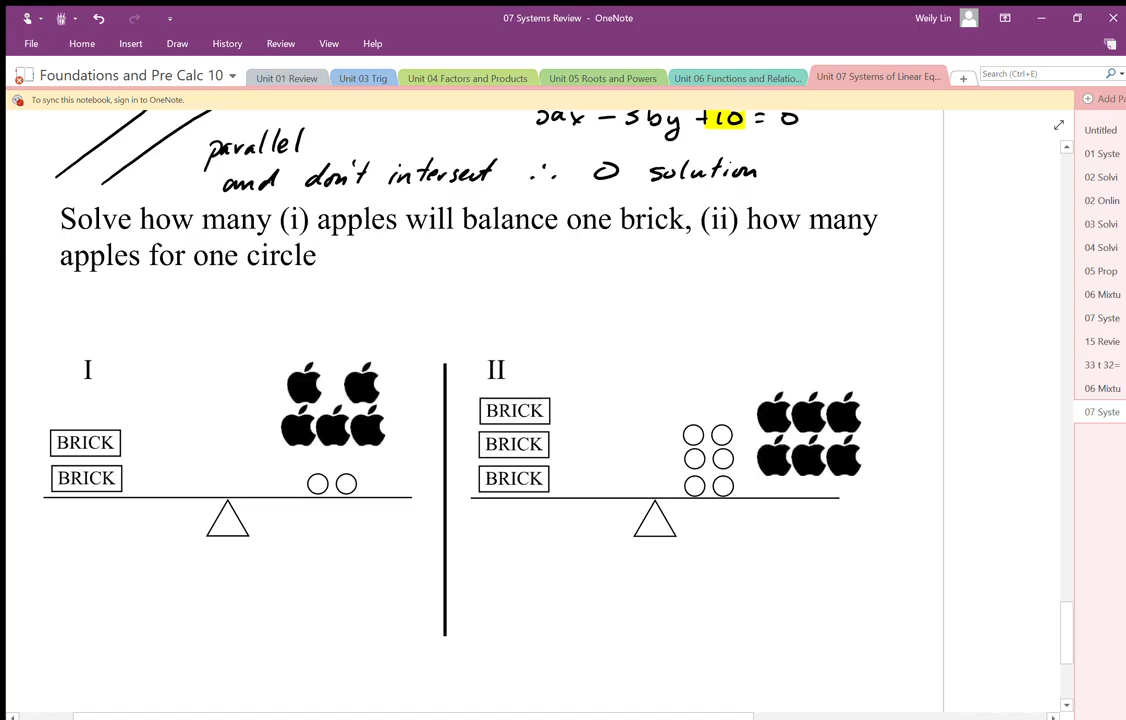 07 Systems Review - OneNote
Weily Lin
File Home Insert Draw History Review View Help
Foundations and Pre Calc 10
Unit 01 Review
Unit 03 Trig
Unit 04 Factors and Products
Unit 05 Roots and Powers
Unit 06 Functions and Relatio...
Unit 07 Systems of Linear Eq...
Search (Ctrl+E)
To sync this notebook, sign in to OneNote.
Add Pa
Untitled
01 Syste
02 Solvi
02 Onlin
03 Solvi
04 Solvi
05 Prop
06 Mixtu
07 Syste
15 Revie
33 t 32=
06 Mixtu
07 Syste
+10 = 0
parallel
and don't intersect ∴ 0 solution
Solve how many (i) apples will balance one brick, (ii) how many
apples for one circle
I
BRICK
BRICK
II
BRICK
BRICK
BRICK